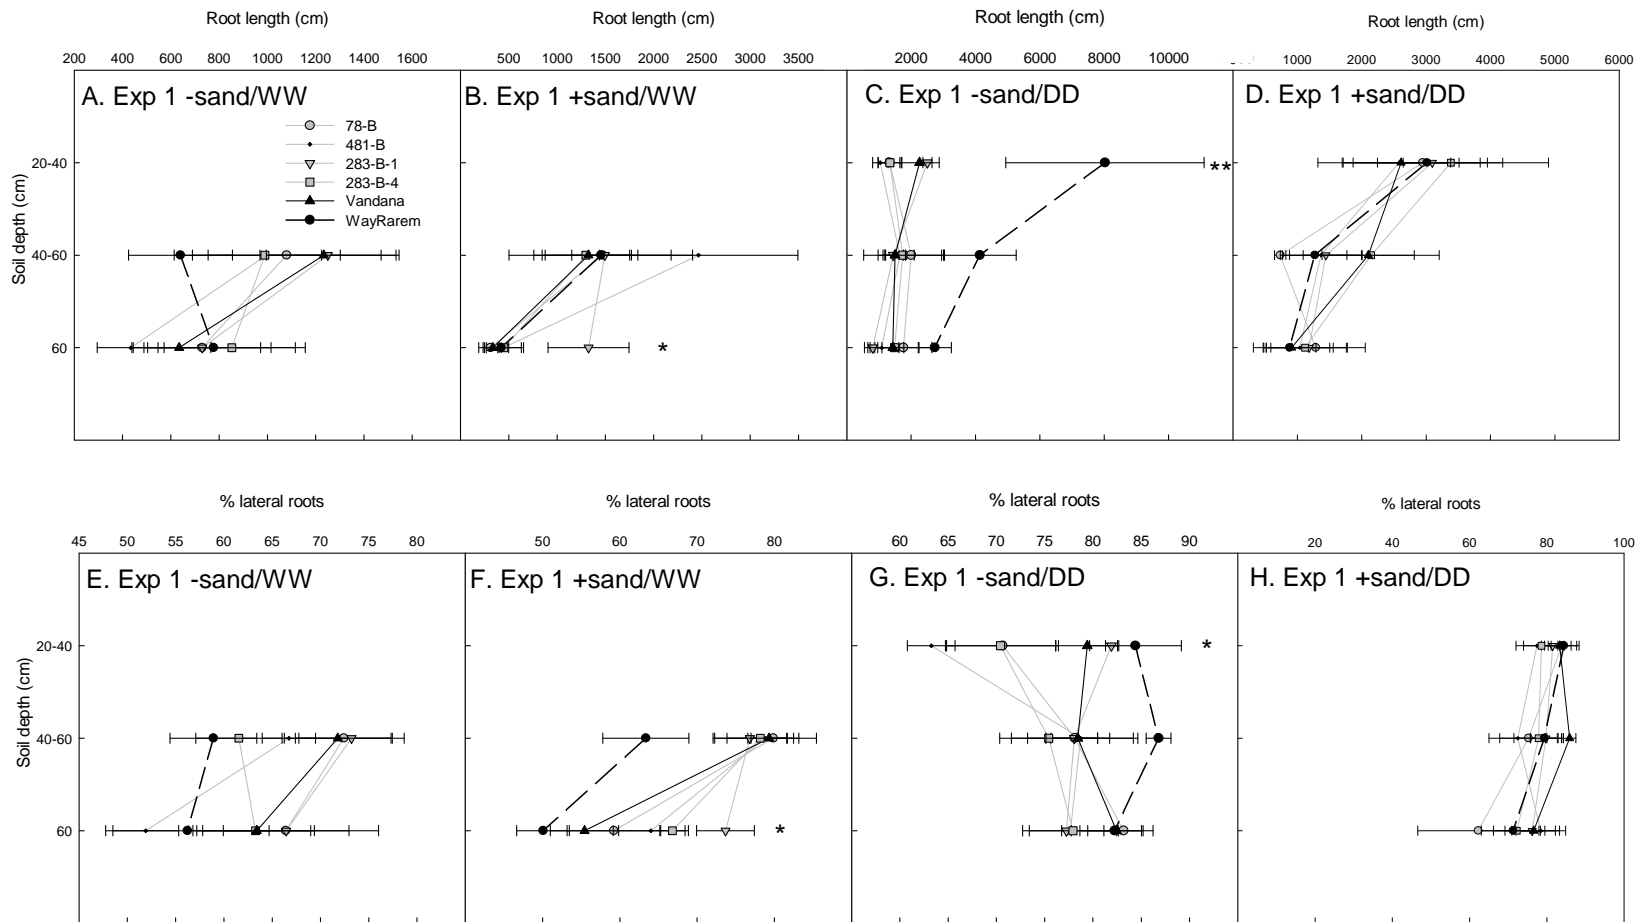 Root length (cm) Root length (cm) Root length (cm) Root length (cm)
200 400 600 800 1000 1200 1400 1600 500 1500 2500 3500 2000 4000 6000 8000 10000 1000 2000 3000 4000 5000 6000
A. Exp 1 -sand/WW B. Exp 1 +sand/WW C. Exp 1 -sand/DD D. Exp 1 +sand/DD
78-B
481-B
283-B-1
283-B-4
Vandana
WayRarem
Soil depth (cm)
20-40 **
40-60
60 *
% lateral roots % lateral roots % lateral roots % lateral roots
45 50 55 60 65 70 75 80 50 60 70 80 60 65 70 75 80 85 90 20 40 60 80 100
E. Exp 1 -sand/WW F. Exp 1 +sand/WW G. Exp 1 -sand/DD H. Exp 1 +sand/DD
Soil depth (cm)
20-40 *
40-60
60 *